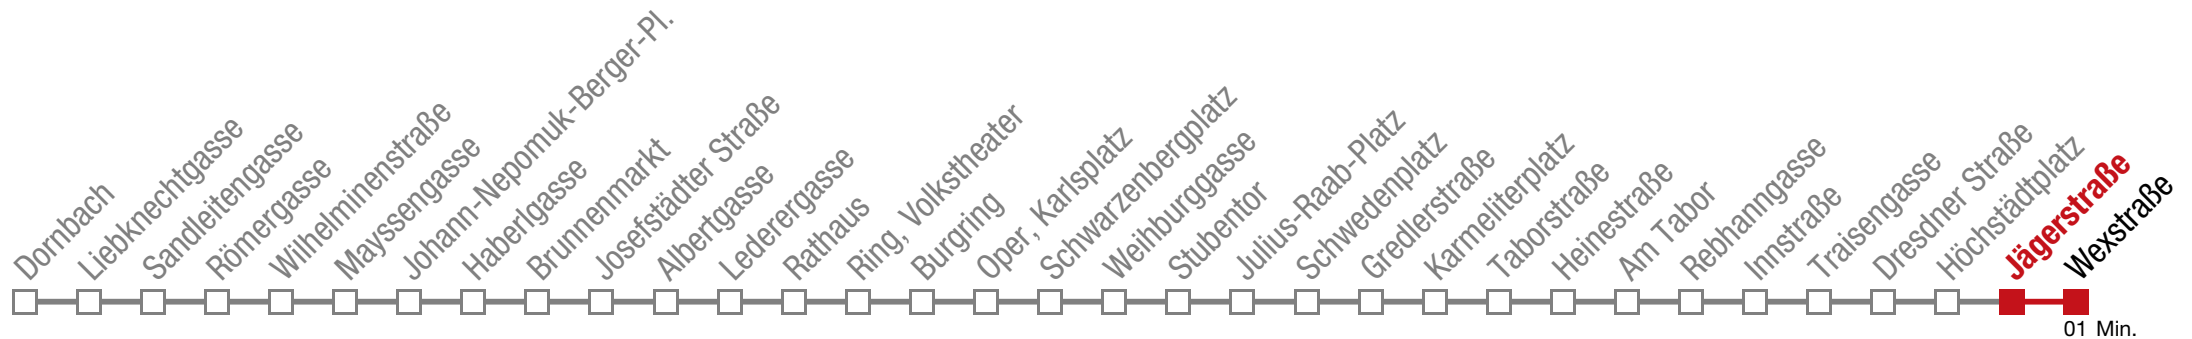 Dornbach
Liebknechtgasse
Sandleitengasse
Römergasse
Wilhelminenstraße
Mayssengasse
Johann-Nepomuk-Berger-Pl.
Haberlgasse
Brunnenmarkt
Josefstädter Straße
Albertgasse
Lederergasse
Rathaus
Ring, Volkstheater
Burgring
Oper, Karlsplatz
Schwarzenbergplatz
Weihburggasse
Stubentor
Julius-Raab-Platz
Schwedenplatz
Gredlerstraße
Karmeliterplatz
Taborstraße
Heinestraße
Am Tabor
Rebhanngasse
Innstraße
Traisengasse
Dresdner Straße
Höchstädtplatz
Jägerstraße
Wexstraße
01 Min.